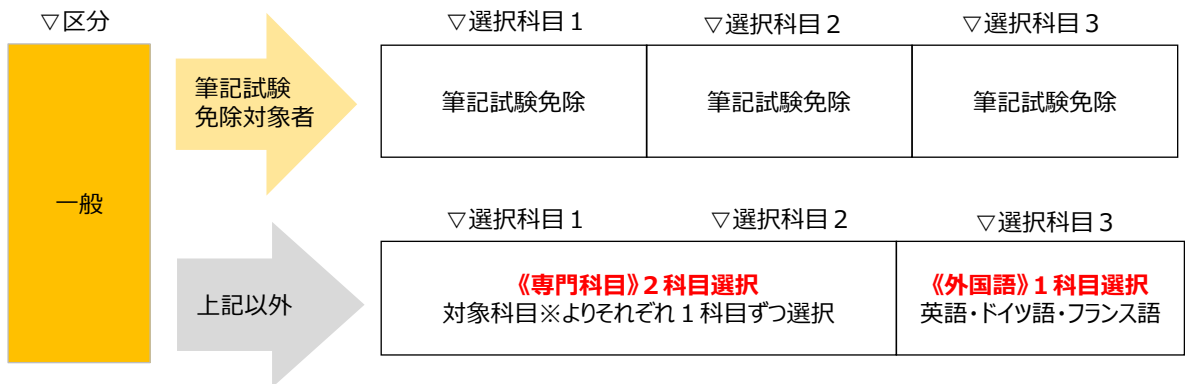 ▽区分
▽選択科目1
▽選択科目2
▽選択科目3
筆記試験
免除対象者
筆記試験免除
筆記試験免除
筆記試験免除
一般
▽選択科目1
▽選択科目2
▽選択科目3
上記以外
《専門科目》2科目選択
対象科目※よりそれぞれ1科目ずつ選択
《外国語》1科目選択
英語・ドイツ語・フランス語